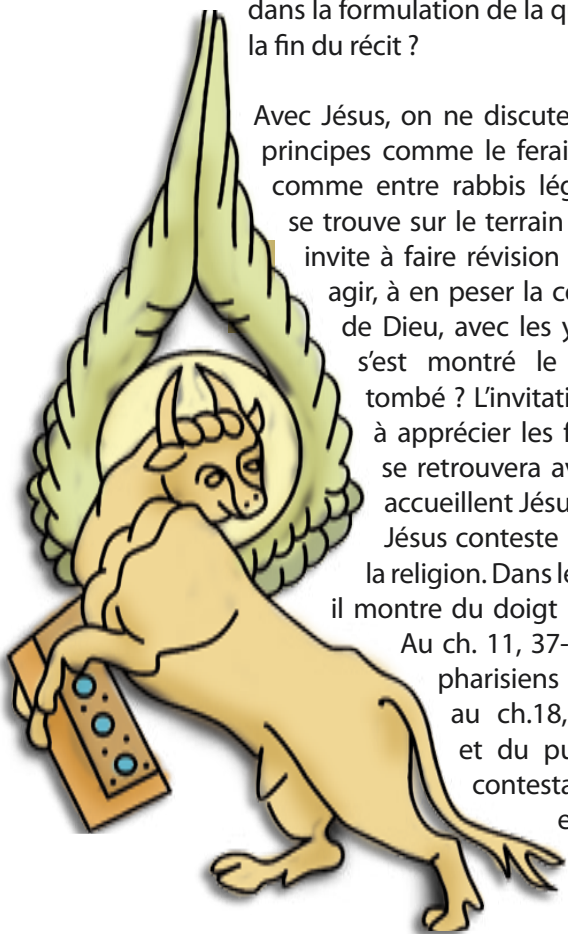 dans la formulation de la q
la fin du récit ?
Avec Jésus, on ne discute
principes comme le ferai
comme entre rabbis lég
se trouve sur le terrain
invite à faire révision
agir, à en peser la c
de Dieu, avec les y
s’est montré le
tombé ? L’invitati
à apprécier les f
se retrouvera av
accueillent Jésu
Jésus conteste
la religion. Dans le
il montre du doigt
Au ch. 11, 37-
pharisiens
au ch.18,
et du pu
contesta
e